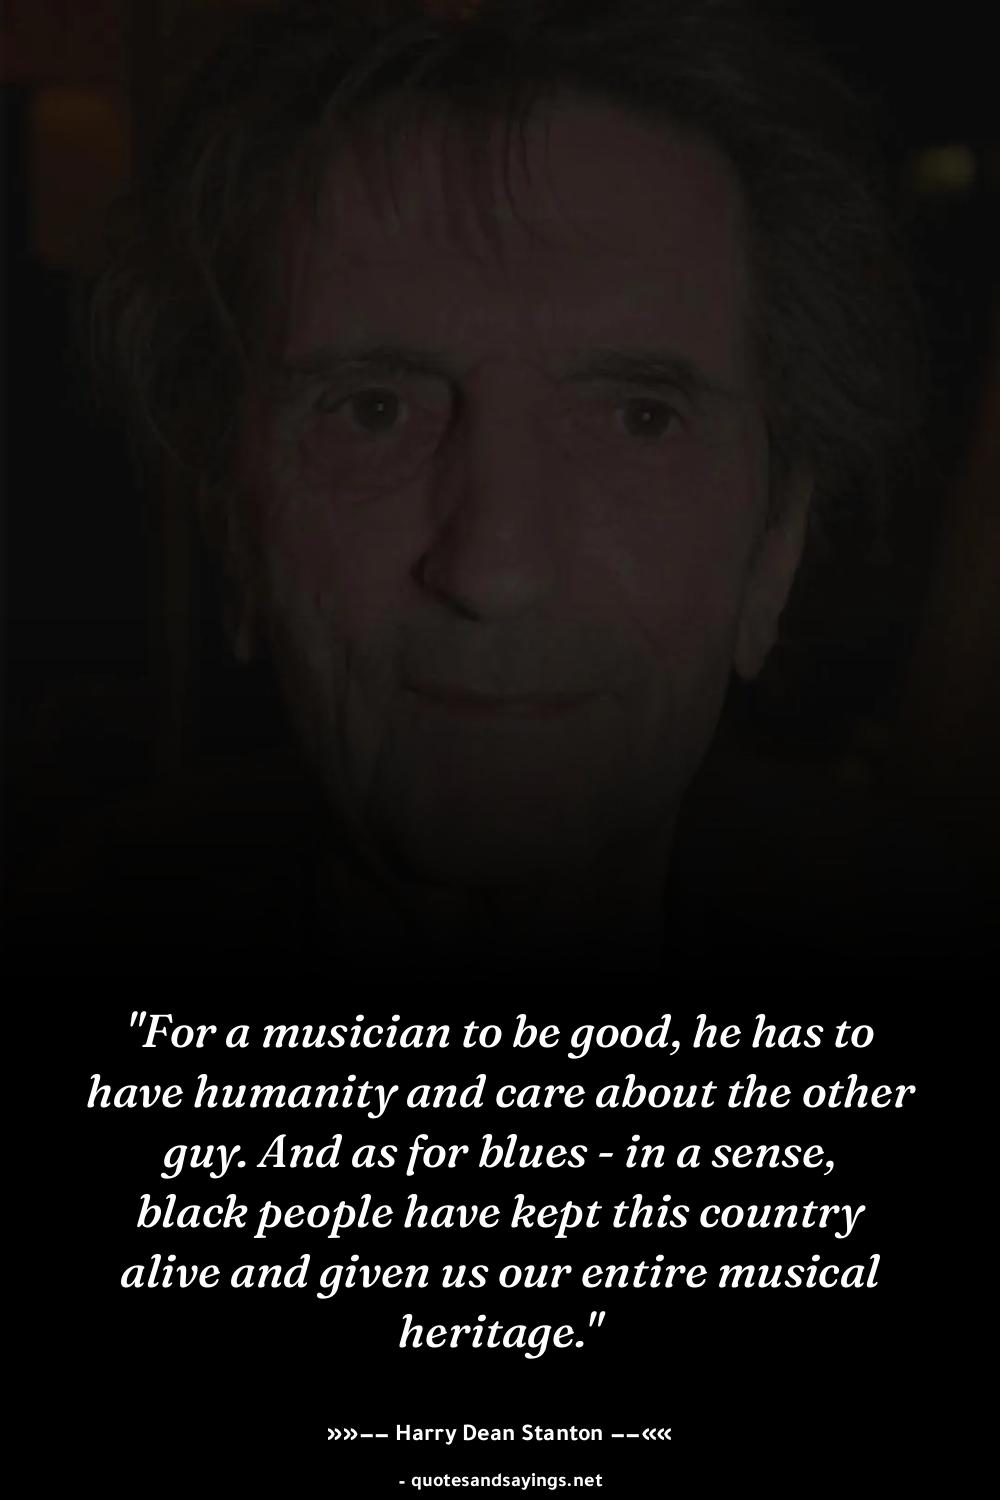 "For a musician to be good, he has to
have humanity and care about the other
guy. And as for blues - in a sense,
black people have kept this country
alive and given us our entire musical
heritage."
»»–– Harry Dean Stanton ––««
- quotesandsayings.net